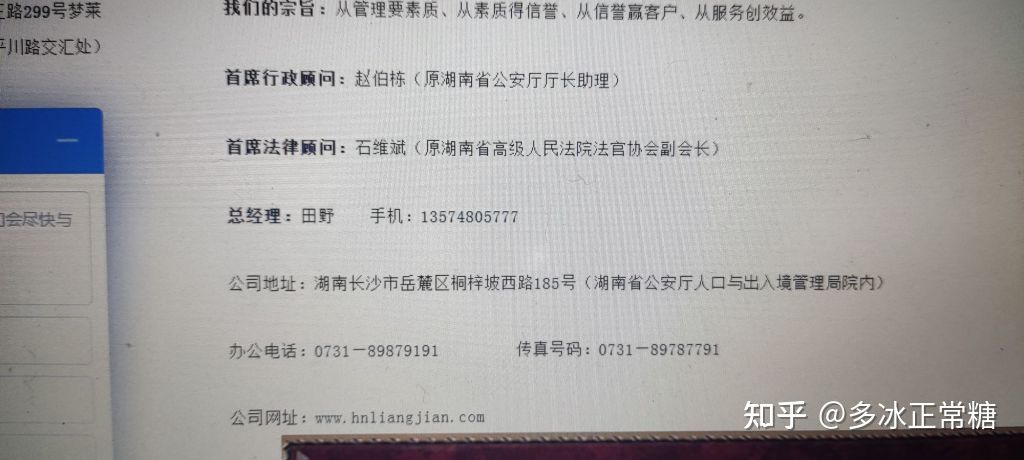 E路299号梦莱
平川路交汇处）
我们的宗旨：从管理要素质、从素质得信誉、从信誉赢客户、从服务创效益。
首席行政顾问：赵伯栋（原湖南省公安厅厅长助理）
首席法律顾问：石维斌（原湖南省高级人民法院法官协会副会长）
们会尽快与
总经理：田野 手机：13574805777
公司地址：湖南长沙市岳麓区桐梓坡西路185号（湖南省公安厅人口与出入境管理局院内）
办公电话：0731－89879191 传真号码：0731－89787791
公司网址：www.hnliangjian.com
知乎 @多冰正常糖